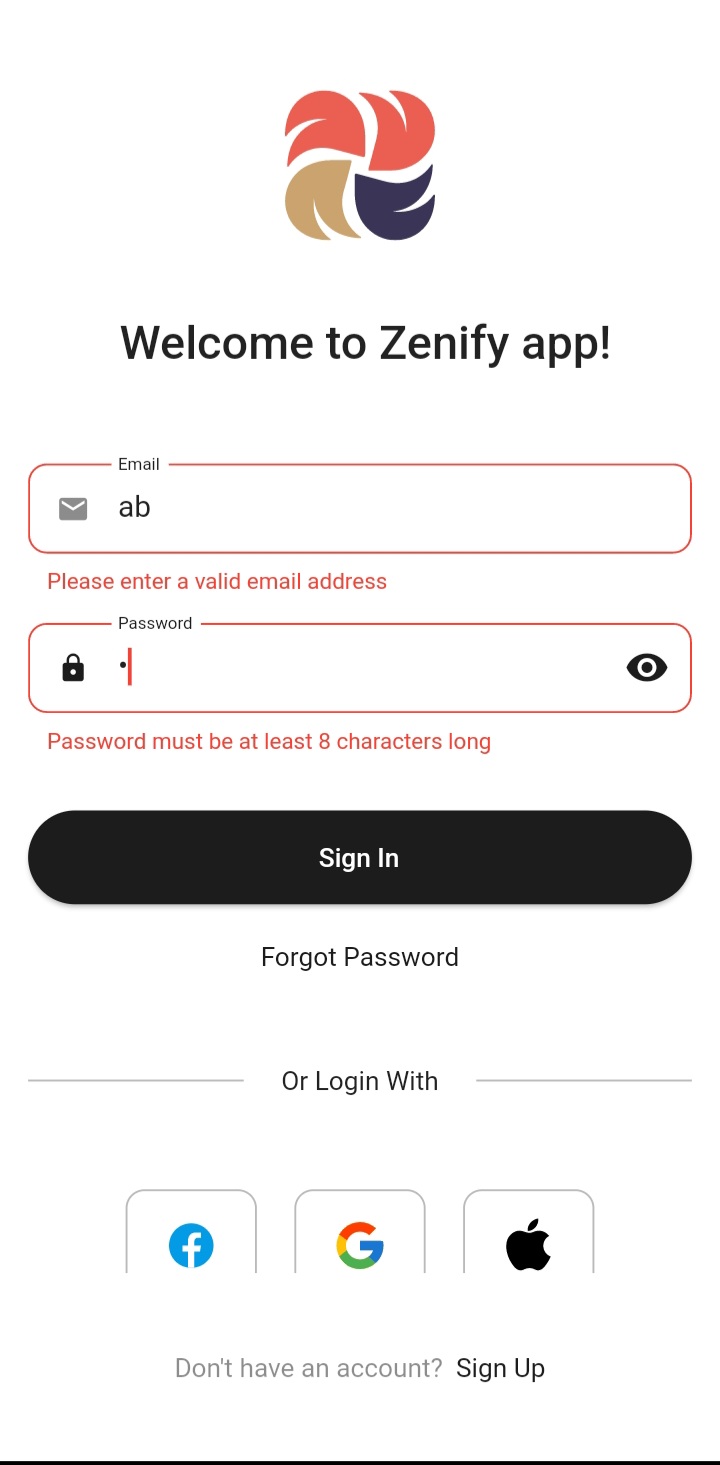 Welcome to Zenify app!
Email
ab
Please enter a valid email address
Password
•
Password must be at least 8 characters long
Sign In
Forgot Password
Or Login With
Don't have an account? Sign Up